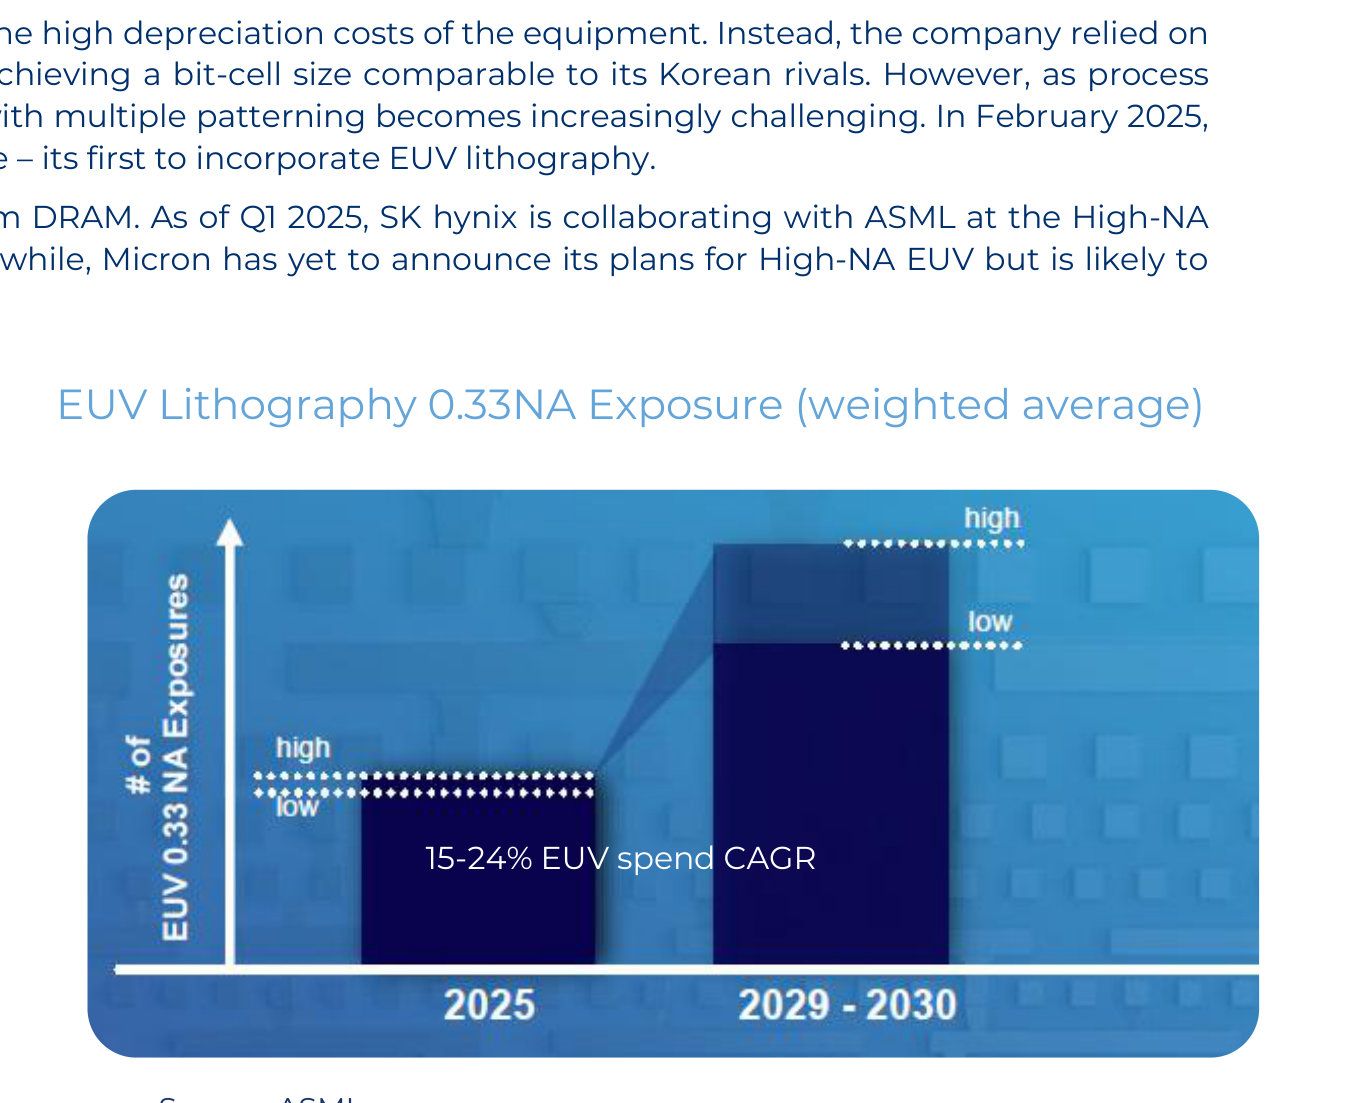 he high depreciation costs of the equipment. Instead, the company relied on
chieving a bit-cell size comparable to its Korean rivals. However, as process
ith multiple patterning becomes increasingly challenging. In February 2025,
e – its first to incorporate EUV lithography.
m DRAM. As of Q1 2025, SK hynix is collaborating with ASML at the High-NA
while, Micron has yet to announce its plans for High-NA EUV but is likely to
EUV Lithography 0.33NA Exposure (weighted average)
# of
EUV 0.33 NA Exposures
high
low
high
low
15-24% EUV spend CAGR
2025
2029 - 2030